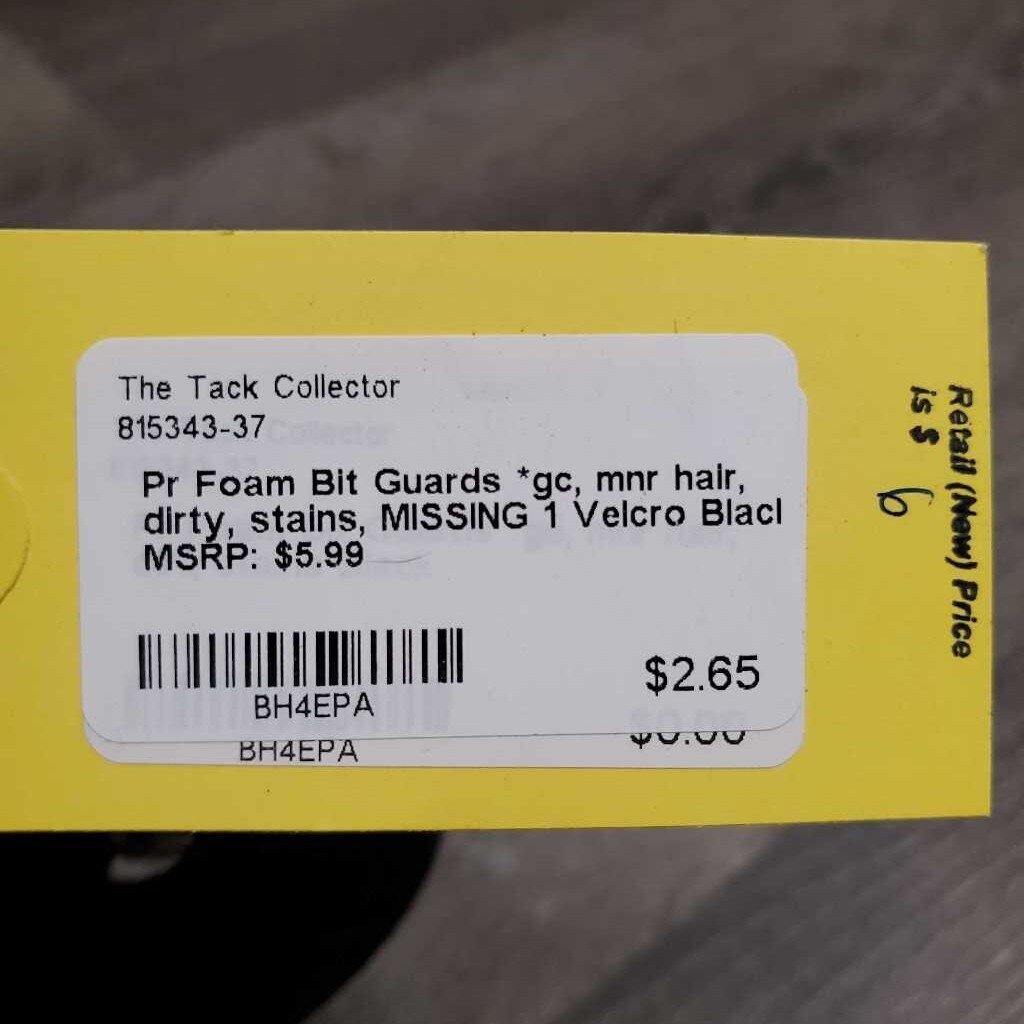 The Tack Collector
815343-37
Pr Foam Bit Guards *gc, mnr hair,
dirty, stains, MISSING 1 Velcro Blacl
MSRP: $5.99
$2.65
BH4EPA
BH4EPA
Retail (New) Price
is $
6